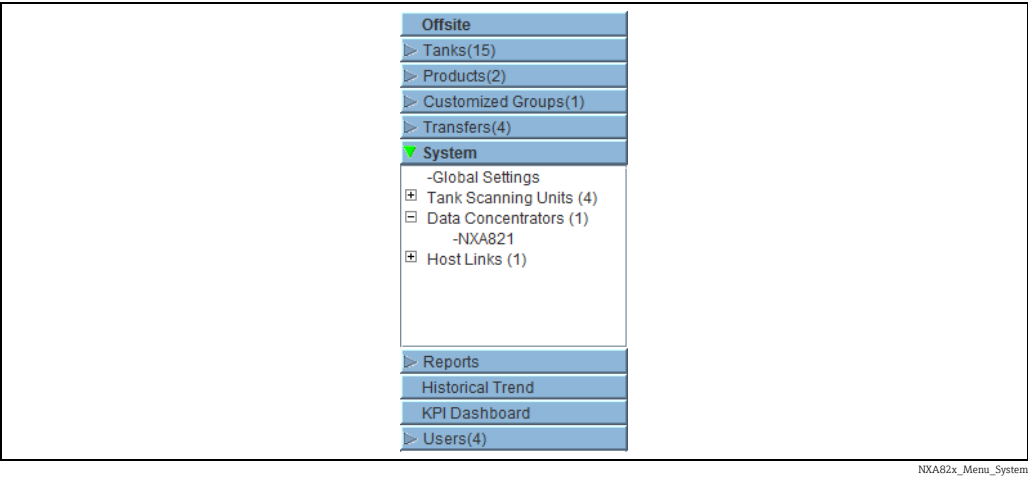 Offsite
Tanks(15)
Products(2)
Customized Groups(1)
Transfers(4)
System
-Global Settings
Tank Scanning Units (4)
Data Concentrators (1)
-NXA821
Host Links (1)
Reports
Historical Trend
KPI Dashboard
Users(4)
NXA82x_Menu_System